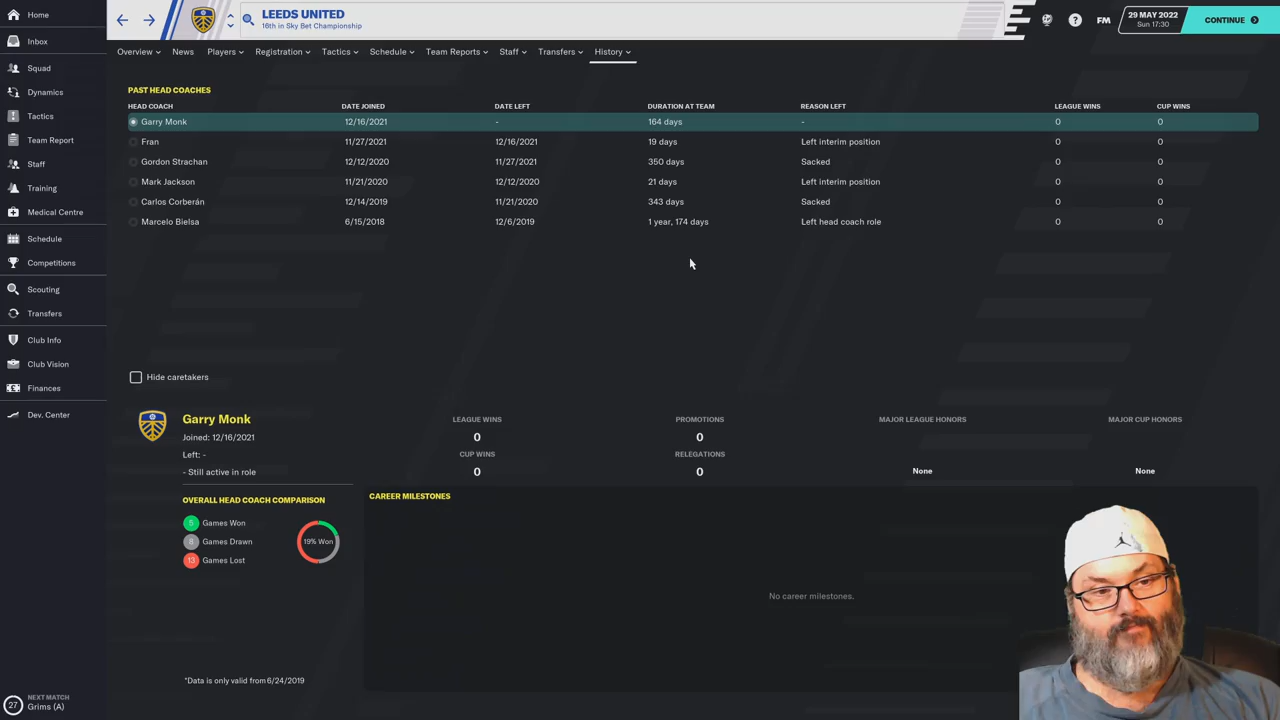 Home
LEEDS UNITED
16th in Sky Bet Championship
FM
29 MAY 2022
Sun 17:30
CONTINUE
Inbox
Overview News Players Registration Tactics Schedule Team Reports Staff Transfers History
Squad
Dynamics
Tactics
Team Report
Staff
Training
Medical Centre
Schedule
Competitions
Scouting
Transfers
Club Info
Club Vision
Finances
Dev. Center
PAST HEAD COACHES
HEAD COACH DATE JOINED DATE LEFT DURATION AT TEAM REASON LEFT LEAGUE WINS CUP WINS
Garry Monk 12/16/2021 - 164 days - 0 0
Fran 11/27/2021 12/16/2021 19 days Left interim position 0 0
Gordon Strachan 12/12/2020 11/27/2021 350 days Sacked 0 0
Mark Jackson 11/21/2020 12/12/2020 21 days Left interim position 0 0
Carlos Corberán 12/14/2019 11/21/2020 343 days Sacked 0 0
Marcelo Bielsa 6/15/2018 12/6/2019 1 year, 174 days Left head coach role 0 0
Hide caretakers
Garry Monk
Joined: 12/16/2021
Left: -
- Still active in role
LEAGUE WINS PROMOTIONS MAJOR LEAGUE HONORS MAJOR CUP HONORS
0 0
CUP WINS RELEGATIONS
0 0 None None
OVERALL HEAD COACH COMPARISON
5 Games Won
8 Games Drawn
13 Games Lost
19% Won
CAREER MILESTONES
No career milestones.
*Data is only valid from 6/24/2019
27
NEXT MATCH
Grims (A)